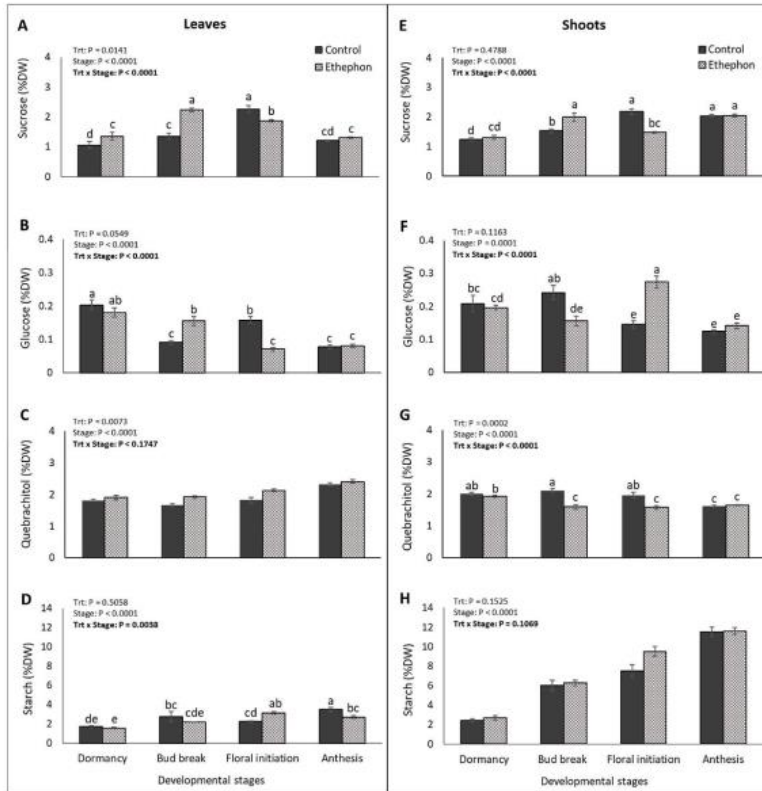 Leaves
Shoots
A
Trt: P = 0.0141
Stage: P < 0.0001
Trt x Stage: P < 0.0001
Control
Ethephon
Sucrose (%DW)
4
3
2
1
0
d c c a a b cd c
E
Trt: P = 0.4788
Stage: P < 0.0001
Trt x Stage: P < 0.0001
Control
Ethephon
Sucrose (%DW)
4
3
2
1
0
d cd b a a bc a a
B
Trt: P = 0.0549
Stage: P < 0.0001
Trt x Stage: P < 0.0001
Glucose (%DW)
0.4
0.3
0.2
0.1
0
a ab c b b c c c
F
Trt: P = 0.1163
Stage: P = 0.0001
Trt x Stage: P < 0.0001
Glucose (%DW)
0.4
0.3
0.2
0.1
0
bc cd ab de e a e e
C
Trt: P = 0.0073
Stage: P < 0.0001
Trt x Stage: P < 0.1747
Quebrachitol (%DW)
4
3
2
1
0
G
Trt: P = 0.0002
Stage: P < 0.0001
Trt x Stage: P < 0.0001
Quebrachitol (%DW)
4
3
2
1
0
ab b a c ab c c c
D
Trt: P = 0.5058
Stage: P < 0.0001
Trt x Stage: P = 0.0058
Starch (%DW)
14
12
10
8
6
4
2
0
de e bc cde cd ab a bc
Dormancy Bud break Floral initiation Anthesis
Developmental stages
H
Trt: P = 0.1525
Stage: P < 0.0001
Trt x Stage: P = 0.1069
Starch (%DW)
14
12
10
8
6
4
2
0
Dormancy Bud break Floral initiation Anthesis
Developmental stages